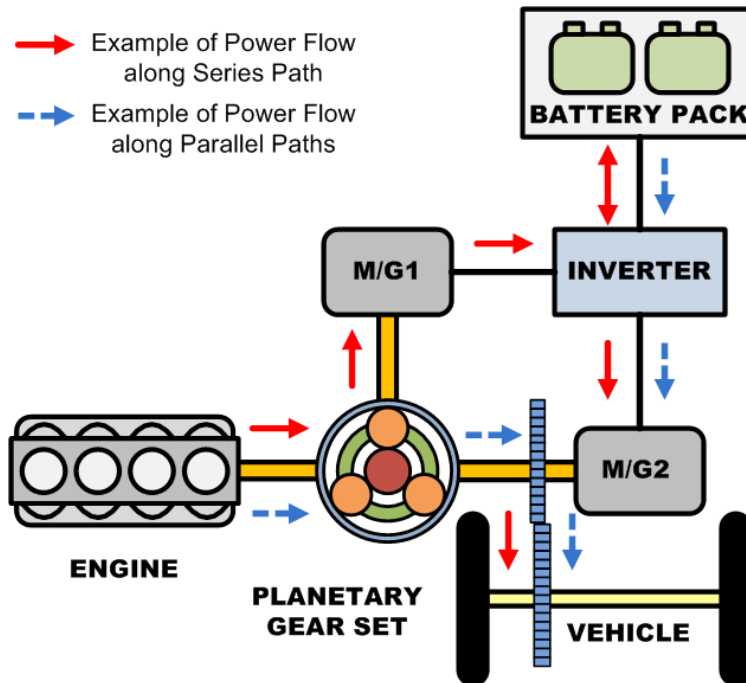 Example of Power Flow
along Series Path
Example of Power Flow
along Parallel Paths
BATTERY PACK
M/G1
INVERTER
M/G2
ENGINE
PLANETARY
GEAR SET
VEHICLE